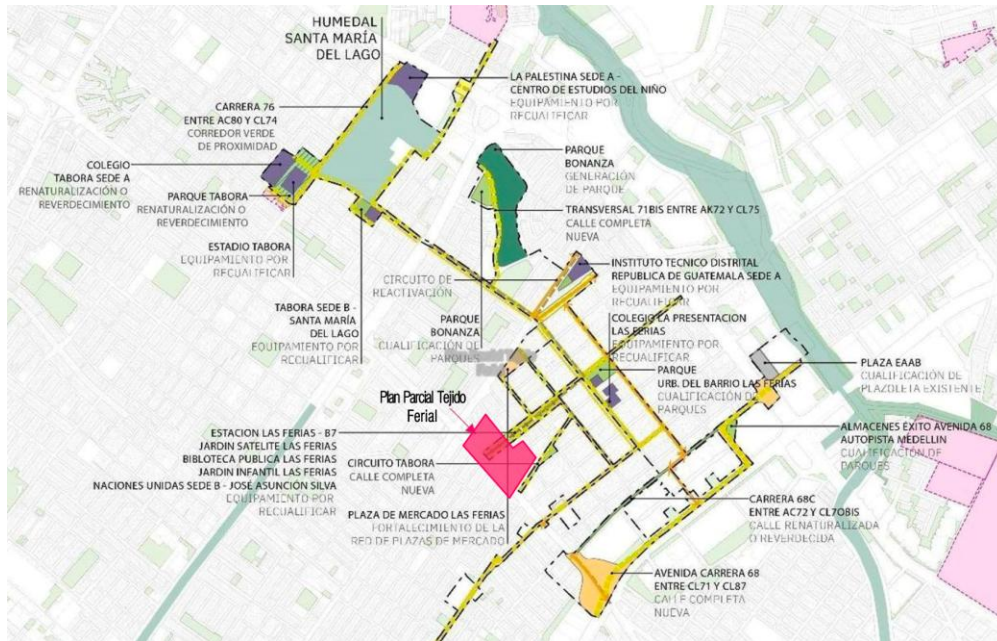 HUMEDAL
SANTA MARÍA
DEL LAGO
LA PALESTINA SEDE A -
CENTRO DE ESTUDIOS DEL NIÑO
EQUIPAMIENTO POR
RECUALIFICAR
CARRERA 76
ENTRE AC80 Y CL74
CORREDOR VERDE
DE PROXIMIDAD
COLEGIO
TABORA SEDE A
RENATURALIZACIÓN O
REVERDECIMIENTO
PARQUE TABORA
RENATURALIZACIÓN O
REVERDECIMIENTO
ESTADIO TABORA
EQUIPAMIENTO POR
RECUALIFICAR
PARQUE
BONANZA
GENERACIÓN
DE PARQUE
TRANSVERSAL 71BIS ENTRE AK72 Y CL75
CALLE COMPLETA
NUEVA
CIRCUITO DE
REACTIVACIÓN
INSTITUTO TECNICO DISTRITAL
REPUBLICA DE GUATEMALA SEDE A
EQUIPAMIENTO POR
RECUALIFICAR
TABORA SEDE B -
SANTA MARÍA
DEL LAGO
EQUIPAMIENTO POR
RECUALIFICAR
PARQUE
BONANZA
CUALIFICACIÓN DE
PARQUES
COLEGIO LA PRESENTACION
LAS FERIAS
EQUIPAMIENTO POR
RECUALIFICAR
PARQUE
URB. DEL BARRIO LAS FERIAS
CUALIFICACIÓN DE
PARQUES
PLAZA EAAB
CUALIFICACIÓN DE
PLAZOLETA EXISTENTE
Plan Parcial Tejido
Ferial
ESTACION LAS FERIAS - B7
JARDIN SATELITE LAS FERIAS
BIBLOTECA PUBLICA LAS FERIAS
JARDIN INFANTIL LAS FERIAS
NACIONES UNIDAS SEDE B - JOSÉ ASUNCIÓN SILVA
EQUIPAMIENTO POR
RECUALIFICAR
CIRCUITO TABORA
CALLE COMPLETA
NUEVA
PLAZA DE MERCADO LAS FERIAS
FORTALECIMIENTO DE LA
RED DE PLAZAS DE MERCADO
ALMACENES ÉXITO AVENIDA 68
AUTOPISTA MEDELLIN
CUALIFICACIÓN DE
PARQUES
CARRERA 68C
ENTRE AC72 Y CL70BIS
CALLE RENATURALIZADA
O REVERDECIDA
AVENIDA CARRERA 68
ENTRE CL71 Y CL87
CALLE COMPLETA
NUEVA